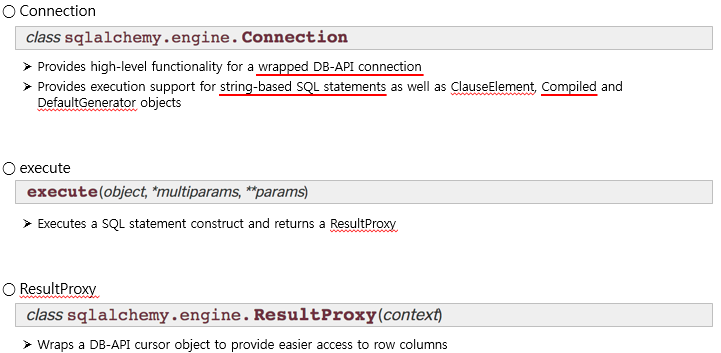 ○ Connection
class sqlalchemy.engine.Connection
➢ Provides high-level functionality for a wrapped DB-API connection
➢ Provides execution support for string-based SQL statements as well as ClauseElement, Compiled and
DefaultGenerator objects
○ execute
execute(object, *multiparams, **params)
➢ Executes a SQL statement construct and returns a ResultProxy
○ ResultProxy
class sqlalchemy.engine.ResultProxy(context)
➢ Wraps a DB-API cursor object to provide easier access to row columns